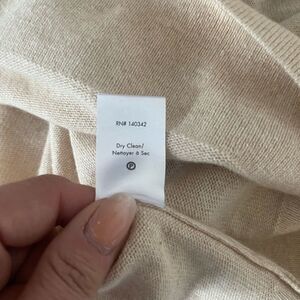 RN# 140342
Dry Clean/
Nettoyer à Sec
P